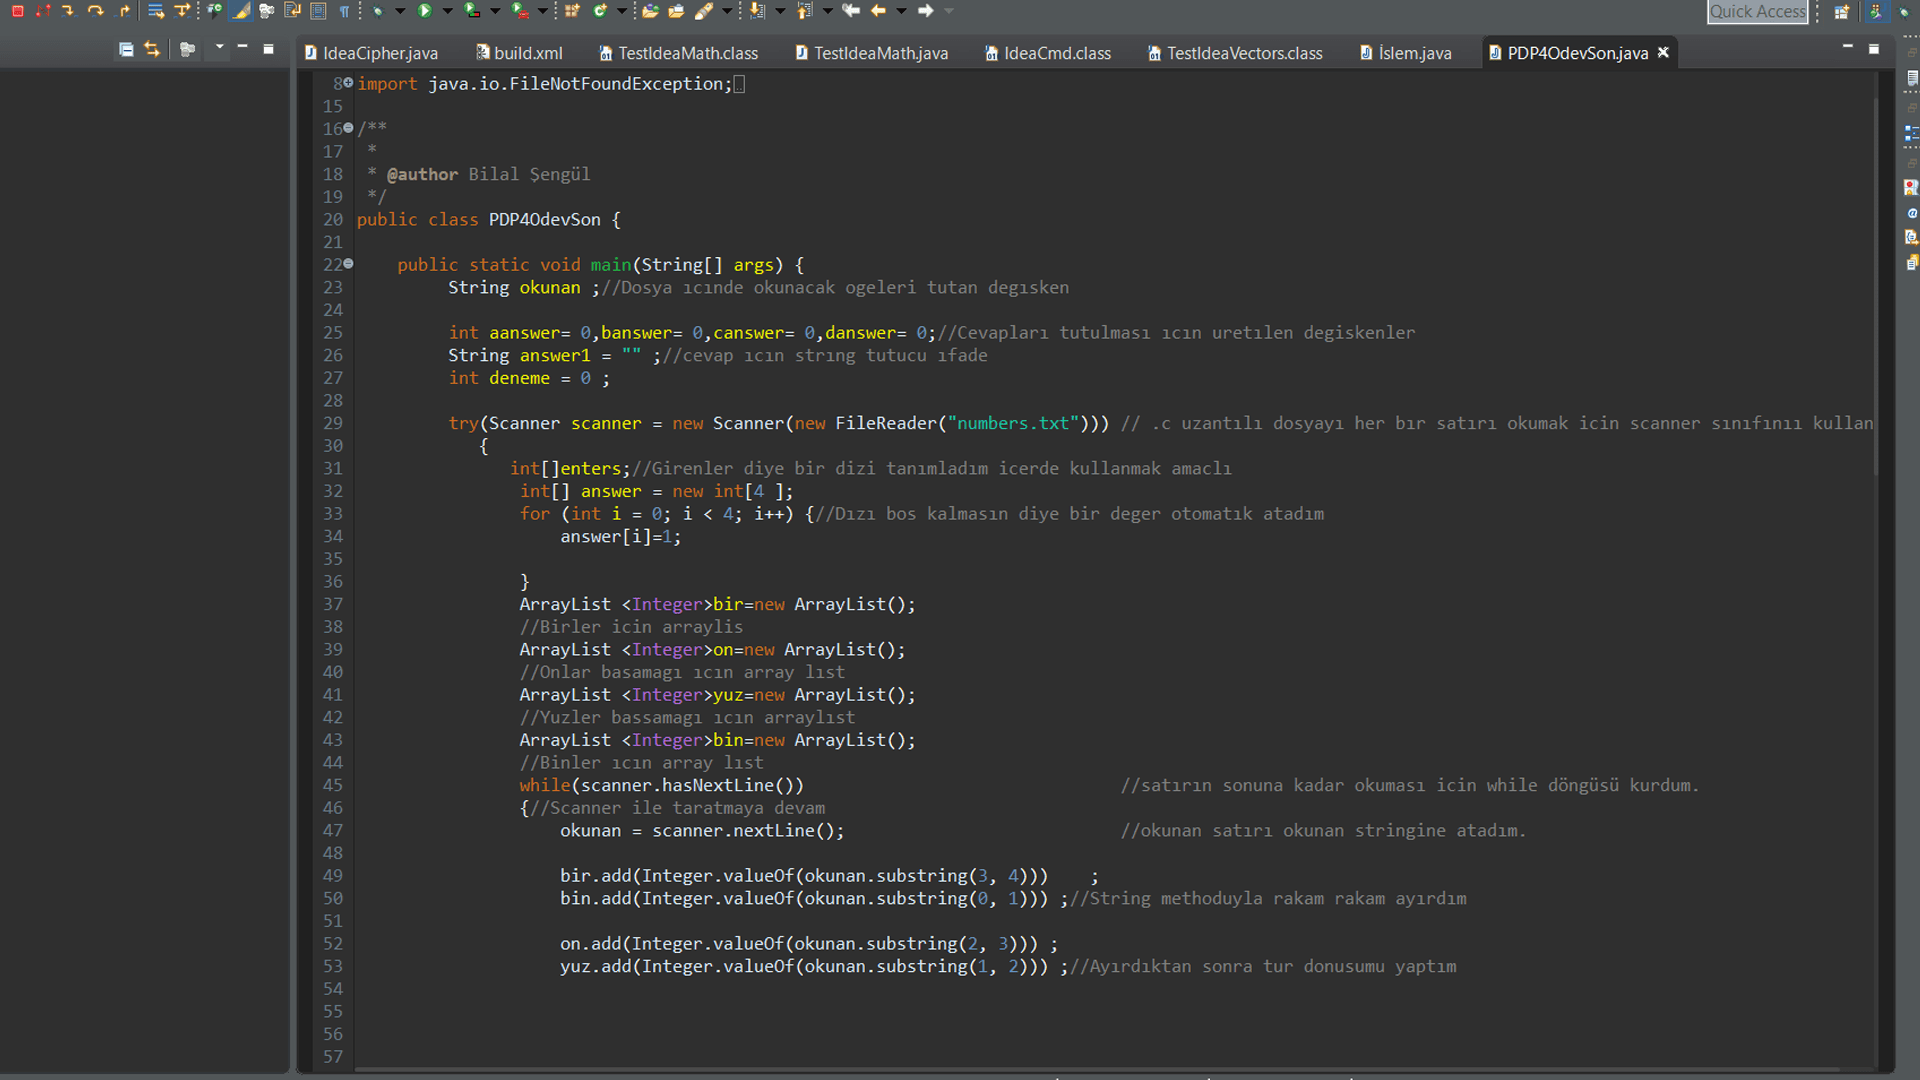 Quick Access
IdeaCipher.java build.xml TestIdeaMath.class TestIdeaMath.java IdeaCmd.class TestIdeaVectors.class İslem.java PDP4OdevSon.java
8 import java.io.FileNotFoundException;
15
16 /**
17 *
18 * @author Bilal Şengül
19 */
20 public class PDP4OdevSon {
21
22 public static void main(String[] args) {
23 String okunan ;//Dosya ıcınde okunacak ogeleri tutan degısken
24
25 int aanswer= 0,banswer= 0,canswer= 0,danswer= 0;//Cevapları tutulması ıcın uretılen degiskenler
26 String answer1 = "" ;//cevap ıcın strıng tutucu ıfade
27 int deneme = 0 ;
28
29 try(Scanner scanner = new Scanner(new FileReader("numbers.txt"))) // .c uzantılı dosyayı her bır satırı okumak icin scanner sınıfınıı kullan
30 {
31 int[]enters;//Girenler diye bir dizi tanımladım icerde kullanmak amaclı
32 int[] answer = new int[4 ];
33 for (int i = 0; i < 4; i++) {//Dızı bos kalmasın diye bir deger otomatık atadım
34 answer[i]=1;
35
36 }
37 ArrayList <Integer>bir=new ArrayList();
38 //Birler icin arraylis
39 ArrayList <Integer>on=new ArrayList();
40 //Onlar basamagı ıcın array lıst
41 ArrayList <Integer>yuz=new ArrayList();
42 //Yuzler bassamagı ıcın arraylıst
43 ArrayList <Integer>bin=new ArrayList();
44 //Binler ıcın array lıst
45 while(scanner.hasNextLine()) //satırın sonuna kadar okuması icin while döngüsü kurdum.
46 {//Scanner ile taratmaya devam
47 okunan = scanner.nextLine(); //okunan satırı okunan stringine atadım.
48
49 bir.add(Integer.valueOf(okunan.substring(3, 4))) ;
50 bin.add(Integer.valueOf(okunan.substring(0, 1))) ;//String methoduyla rakam rakam ayırdım
51
52 on.add(Integer.valueOf(okunan.substring(2, 3))) ;
53 yuz.add(Integer.valueOf(okunan.substring(1, 2))) ;//Ayırdıktan sonra tur donusumu yaptım
54
55
56
57